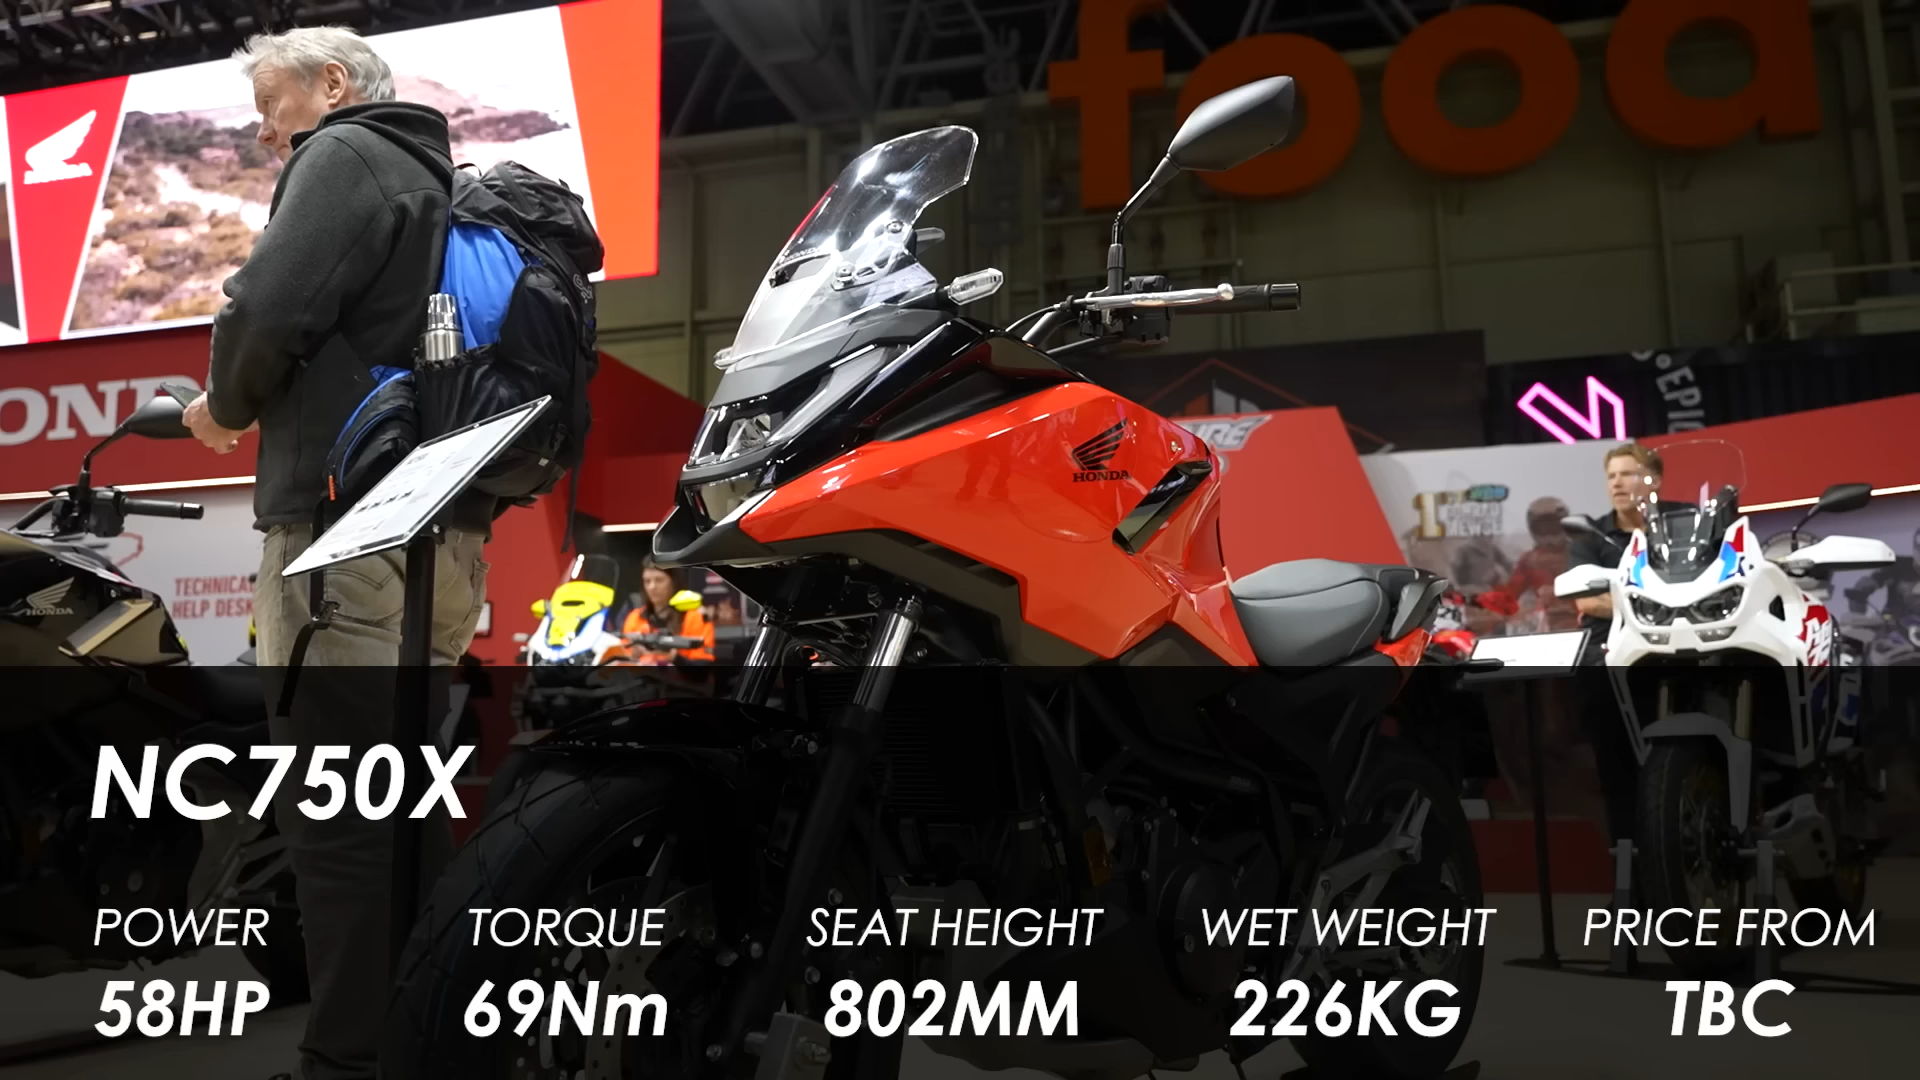 food
HONDA
HOND
HONDA
HONDA
TECHNICAL
HELP DESK
NC750X
POWER
TORQUE
SEAT HEIGHT
WET WEIGHT
PRICE FROM
58HP
69Nm
802MM
226KG
TBC